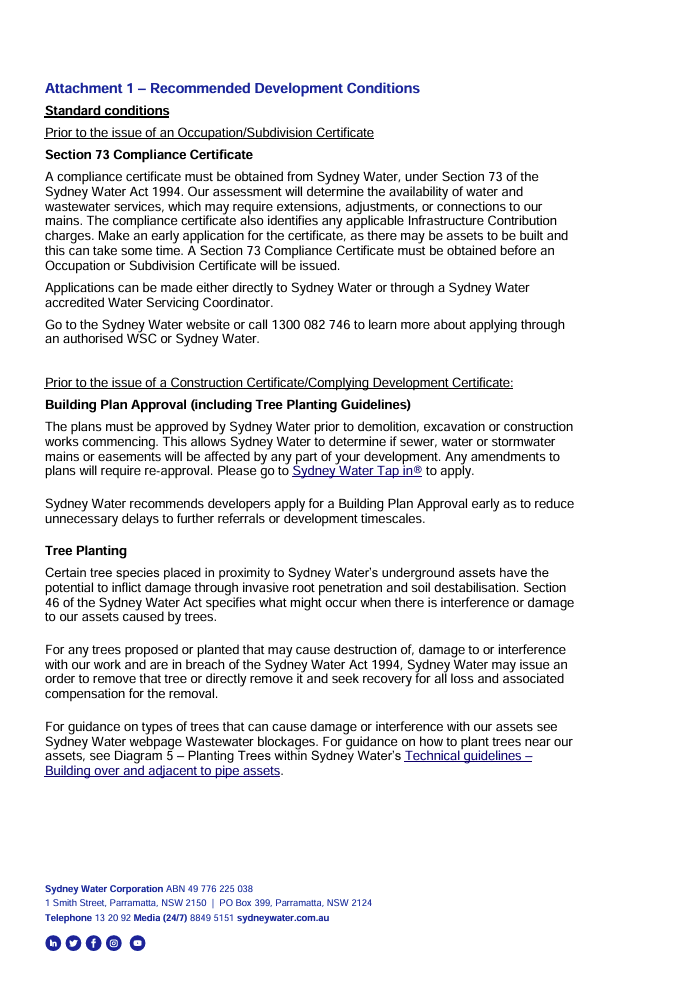 Attachment 1 – Recommended Development Conditions
Standard conditions
Prior to the issue of an Occupation/Subdivision Certificate
Section 73 Compliance Certificate
A compliance certificate must be obtained from Sydney Water, under Section 73 of the
Sydney Water Act 1994. Our assessment will determine the availability of water and
wastewater services, which may require extensions, adjustments, or connections to our
mains. The compliance certificate also identifies any applicable Infrastructure Contribution
charges. Make an early application for the certificate, as there may be assets to be built and
this can take some time. A Section 73 Compliance Certificate must be obtained before an
Occupation or Subdivision Certificate will be issued.
Applications can be made either directly to Sydney Water or through a Sydney Water
accredited Water Servicing Coordinator.
Go to the Sydney Water website or call 1300 082 746 to learn more about applying through
an authorised WSC or Sydney Water.
Prior to the issue of a Construction Certificate/Complying Development Certificate:
Building Plan Approval (including Tree Planting Guidelines)
The plans must be approved by Sydney Water prior to demolition, excavation or construction
works commencing. This allows Sydney Water to determine if sewer, water or stormwater
mains or easements will be affected by any part of your development. Any amendments to
plans will require re-approval. Please go to Sydney Water Tap in® to apply.
Sydney Water recommends developers apply for a Building Plan Approval early as to reduce
unnecessary delays to further referrals or development timescales.
Tree Planting
Certain tree species placed in proximity to Sydney Water's underground assets have the
potential to inflict damage through invasive root penetration and soil destabilisation. Section
46 of the Sydney Water Act specifies what might occur when there is interference or damage
to our assets caused by trees.
For any trees proposed or planted that may cause destruction of, damage to or interference
with our work and are in breach of the Sydney Water Act 1994, Sydney Water may issue an
order to remove that tree or directly remove it and seek recovery for all loss and associated
compensation for the removal.
For guidance on types of trees that can cause damage or interference with our assets see
Sydney Water webpage Wastewater blockages. For guidance on how to plant trees near our
assets, see Diagram 5 – Planting Trees within Sydney Water's Technical guidelines –
Building over and adjacent to pipe assets.
Sydney Water Corporation ABN 49 776 225 038
1 Smith Street, Parramatta, NSW 2150 | PO Box 399, Parramatta, NSW 2124
Telephone 13 20 92 Media (24/7) 8849 5151 sydneywater.com.au